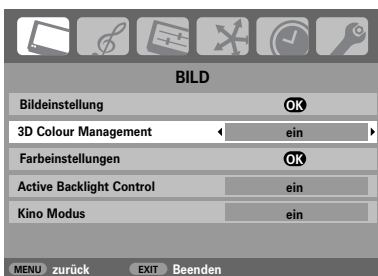 BILD
Bildeinstellung OK
3D Colour Management ein
Farbeinstellungen OK
Active Backlight Control ein
Kino Modus ein
MENU zurück EXIT Beenden